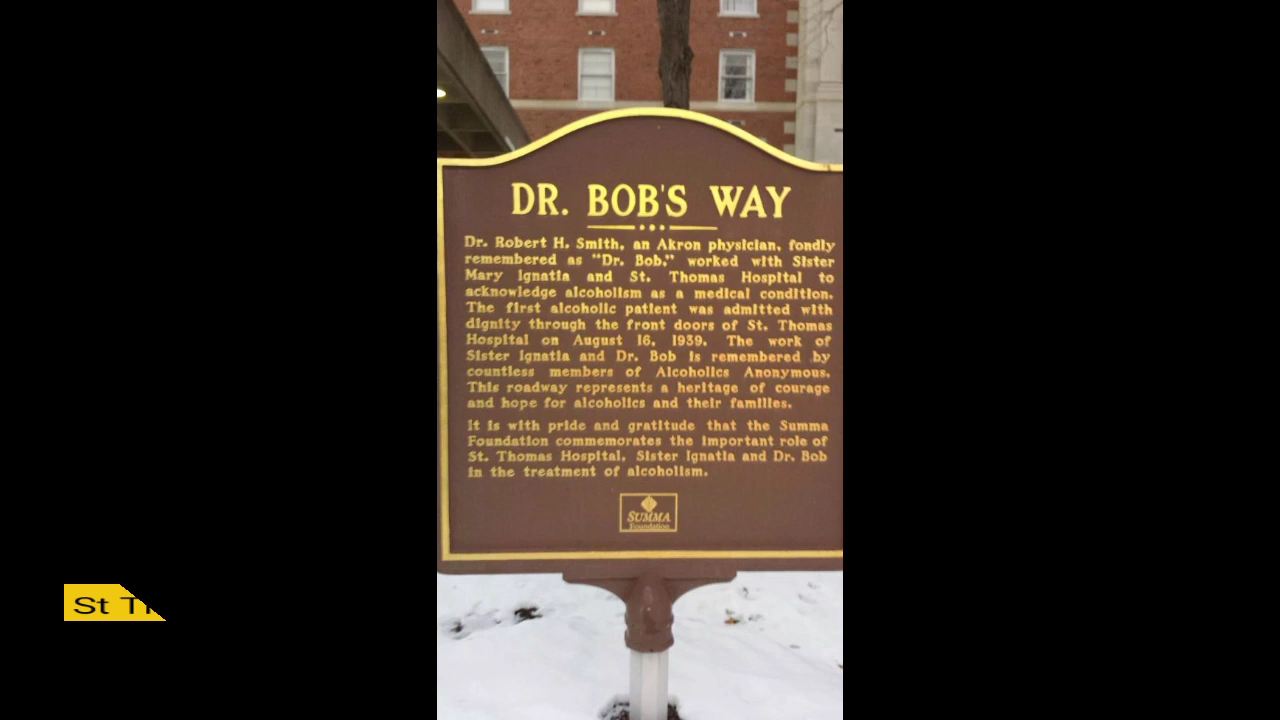 DR. BOB'S WAY
Dr. Robert H. Smith, an Akron physician, fondly
remembered as "Dr. Bob," worked with Sister
Mary Ignatia and St. Thomas Hospital to
acknowledge alcoholism as a medical condition.
The first alcoholic patient was admitted with
dignity through the front doors of St. Thomas
Hospital on August 16, 1939. The work of
Sister Ignatia and Dr. Bob is remembered by
countless members of Alcoholics Anonymous.
This roadway represents a heritage of courage
and hope for alcoholics and their families.
It is with pride and gratitude that the Summa
Foundation commemorates the important role of
St. Thomas Hospital, Sister Ignatia and Dr. Bob
in the treatment of alcoholism.
SUMMA
Foundation
St